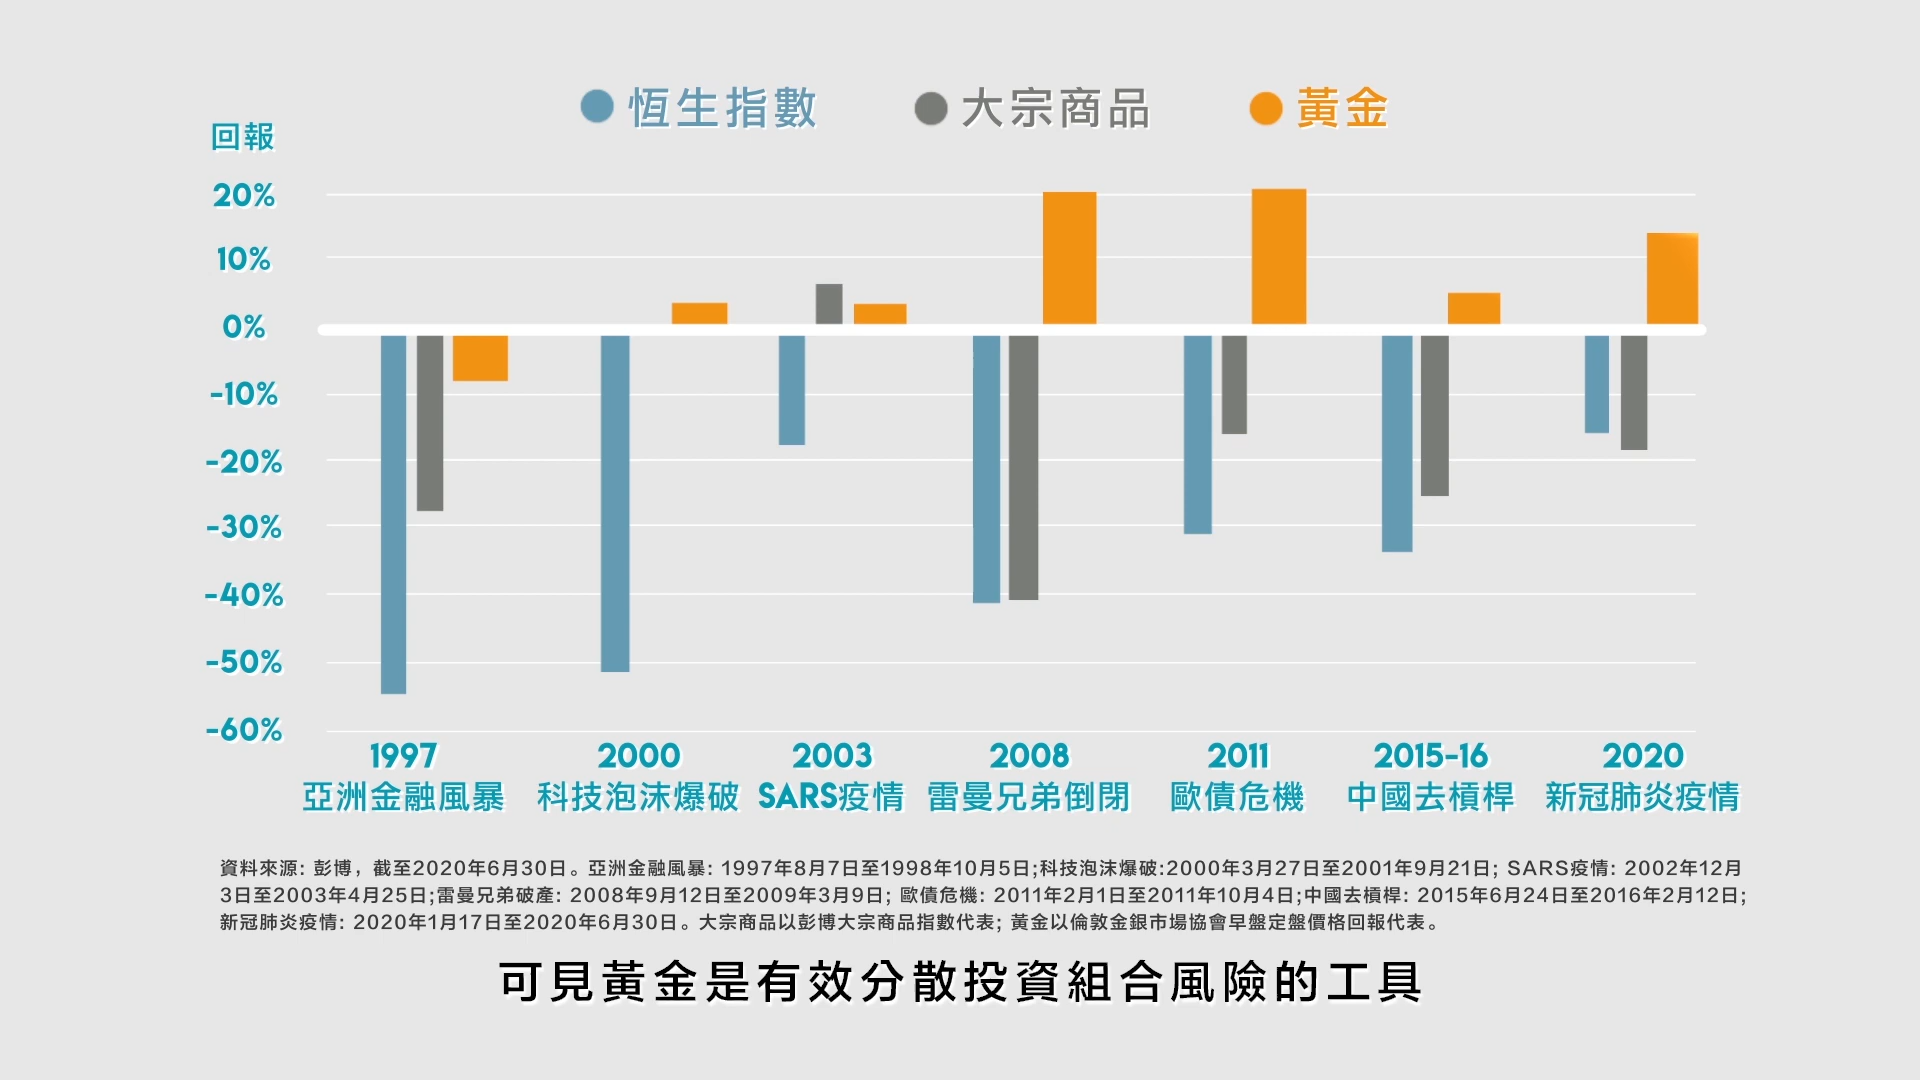 恆生指數 大宗商品 黃金
回報
20%
10%
0%
-10%
-20%
-30%
-40%
-50%
-60%
1997 2000 2003 2008 2011 2015-16 2020
亞洲金融風暴 科技泡沫爆破 SARS疫情 雷曼兄弟倒閉 歐債危機 中國去槓桿 新冠肺炎疫情
資料來源: 彭博，截至2020年6月30日。亞洲金融風暴: 1997年8月7日至1998年10月5日;科技泡沫爆破:2000年3月27日至2001年9月21日; SARS疫情: 2002年12月
3日至2003年4月25日;雷曼兄弟破產: 2008年9月12日至2009年3月9日; 歐債危機: 2011年2月1日至2011年10月4日;中國去槓桿: 2015年6月24日至2016年2月12日;
新冠肺炎疫情: 2020年1月17日至2020年6月30日。大宗商品以彭博大宗商品指數代表; 黃金以倫敦金銀市場協會早盤定盤價格回報代表。
可見黃金是有效分散投資組合風險的工具